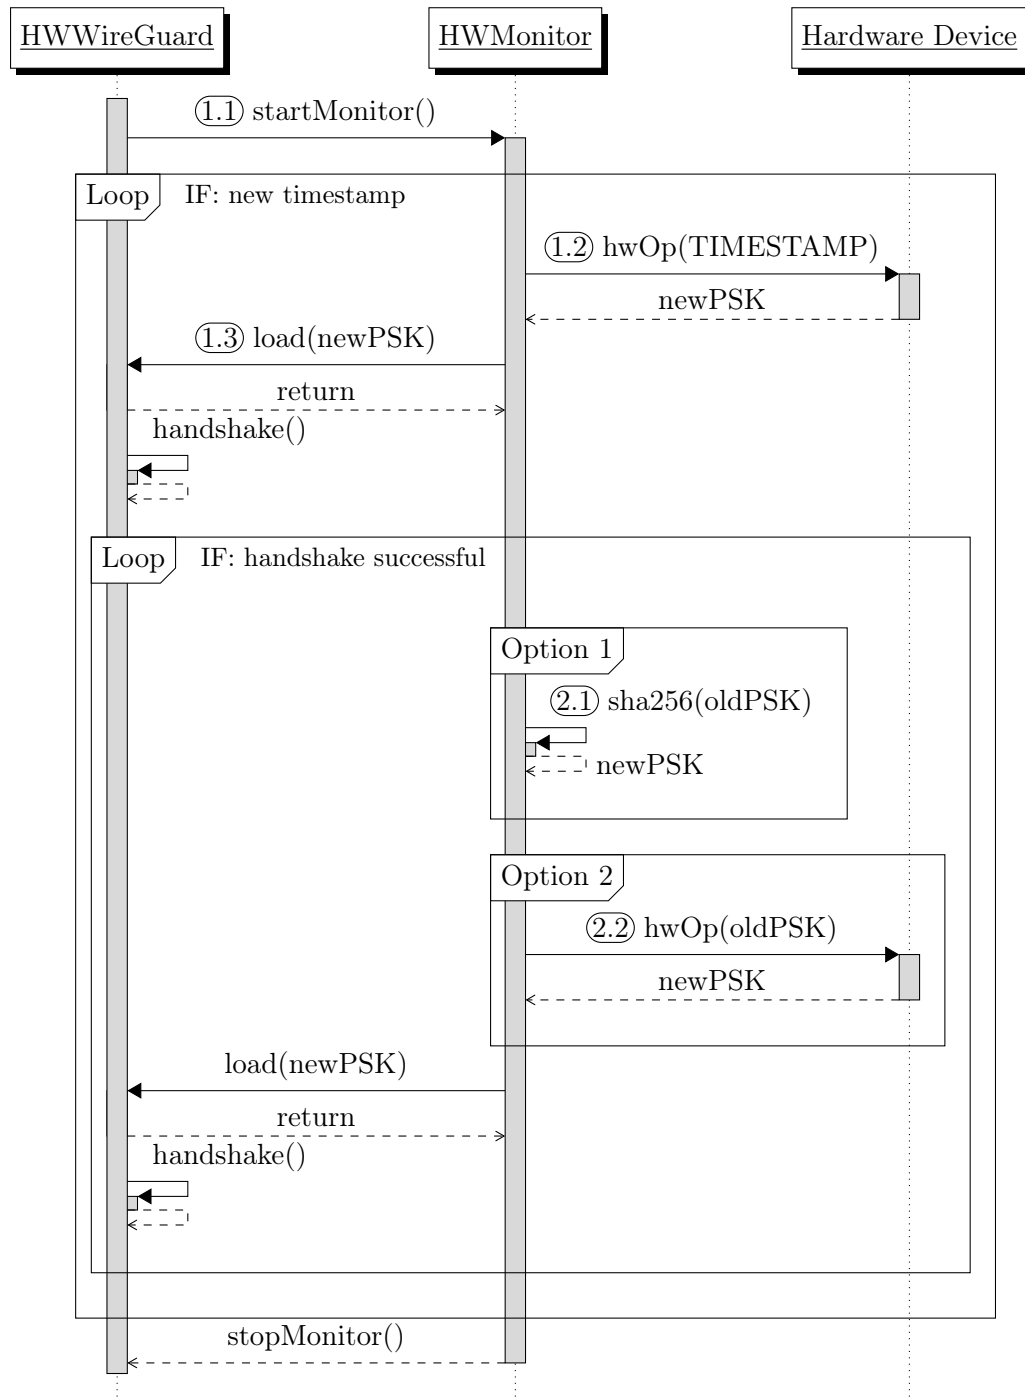 HWWireGuard
HWMonitor
Hardware Device
1.1 startMonitor()
Loop
IF: new timestamp
1.2 hwOp(TIMESTAMP)
newPSK
1.3 load(newPSK)
return
handshake()
Loop
IF: handshake successful
Option 1
2.1 sha256(oldPSK)
newPSK
Option 2
2.2 hwOp(oldPSK)
newPSK
load(newPSK)
return
handshake()
stopMonitor()